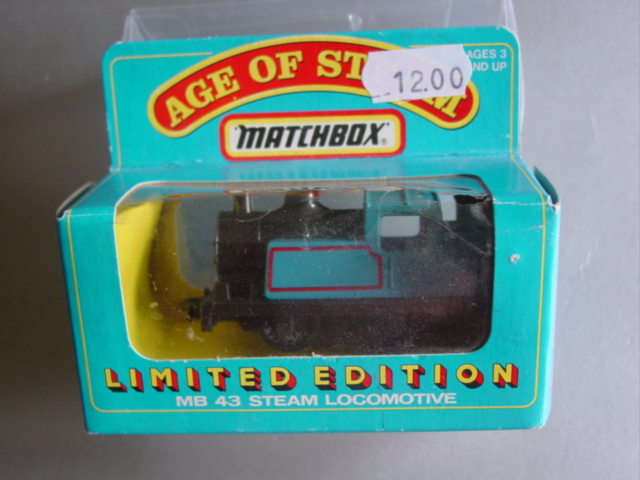 AGE OF ST M
12.00
AGES 3
ND UP
MATCHBOX®
LIMITED EDITION
MB 43 STEAM LOCOMOTIVE